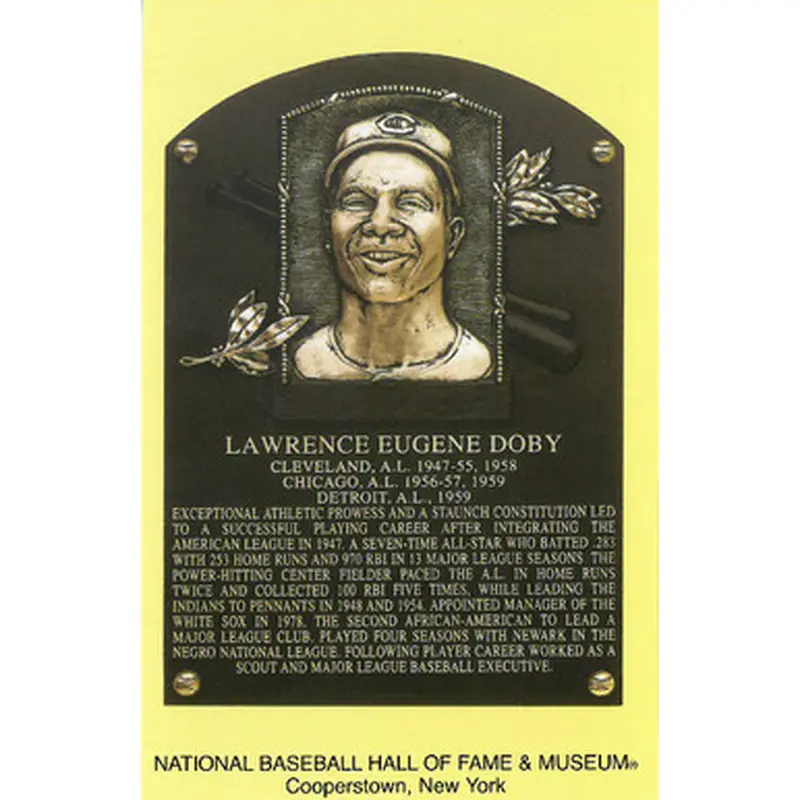 LAWRENCE EUGENE DOBY
CLEVELAND, A.L. 1947-55, 1958
CHICAGO, A.L. 1956-57, 1959
DETROIT, A.L., 1959
EXCEPTIONAL ATHLETIC PROWESS AND A STAUNCH CONSTITUTION LED
TO A SUCCESSFUL PLAYING CAREER AFTER INTEGRATING THE
AMERICAN LEAGUE IN 1947. A SEVEN-TIME ALL-STAR WHO BATTED .283
WITH 253 HOME RUNS AND 970 RBI IN 13 MAJOR LEAGUE SEASONS. THE
POWER-HITTING CENTER FIELDER PACED THE A.L. IN HOME RUNS
TWICE AND COLLECTED 100 RBI FIVE TIMES, WHILE LEADING THE
INDIANS TO PENNANTS IN 1948 AND 1954. APPOINTED MANAGER OF THE
WHITE SOX IN 1978, THE SECOND AFRICAN-AMERICAN TO LEAD A
MAJOR LEAGUE CLUB. PLAYED FOUR SEASONS WITH NEWARK IN THE
NEGRO NATIONAL LEAGUE. FOLLOWING PLAYER CAREER WORKED AS A
SCOUT AND MAJOR LEAGUE BASEBALL EXECUTIVE.
NATIONAL BASEBALL HALL OF FAME & MUSEUM®
Cooperstown, New York